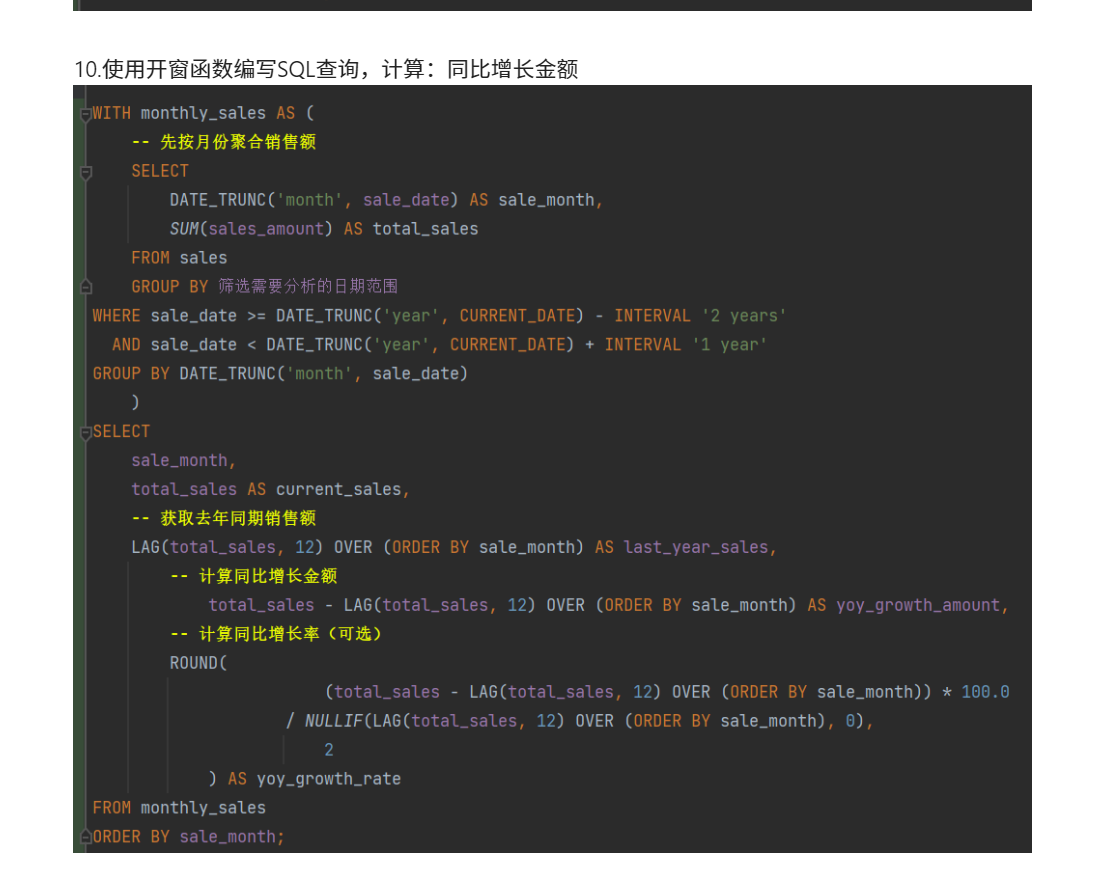 10.使用开窗函数编写SQL查询，计算：同比增长金额
WITH monthly_sales AS (
-- 先按月份聚合销售额
SELECT
DATE_TRUNC('month', sale_date) AS sale_month,
SUM(sales_amount) AS total_sales
FROM sales
GROUP BY 筛选需要分析的日期范围
WHERE sale_date >= DATE_TRUNC('year', CURRENT_DATE) - INTERVAL '2 years'
AND sale_date < DATE_TRUNC('year', CURRENT_DATE) + INTERVAL '1 year'
GROUP BY DATE_TRUNC('month', sale_date)
)
SELECT
sale_month,
total_sales AS current_sales,
-- 获取去年同期销售额
LAG(total_sales, 12) OVER (ORDER BY sale_month) AS last_year_sales,
-- 计算同比增长金额
total_sales - LAG(total_sales, 12) OVER (ORDER BY sale_month) AS yoy_growth_amount,
-- 计算同比增长率（可选）
ROUND(
(total_sales - LAG(total_sales, 12) OVER (ORDER BY sale_month)) * 100.0
/ NULLIF(LAG(total_sales, 12) OVER (ORDER BY sale_month), 0),
2
) AS yoy_growth_rate
FROM monthly_sales
ORDER BY sale_month;